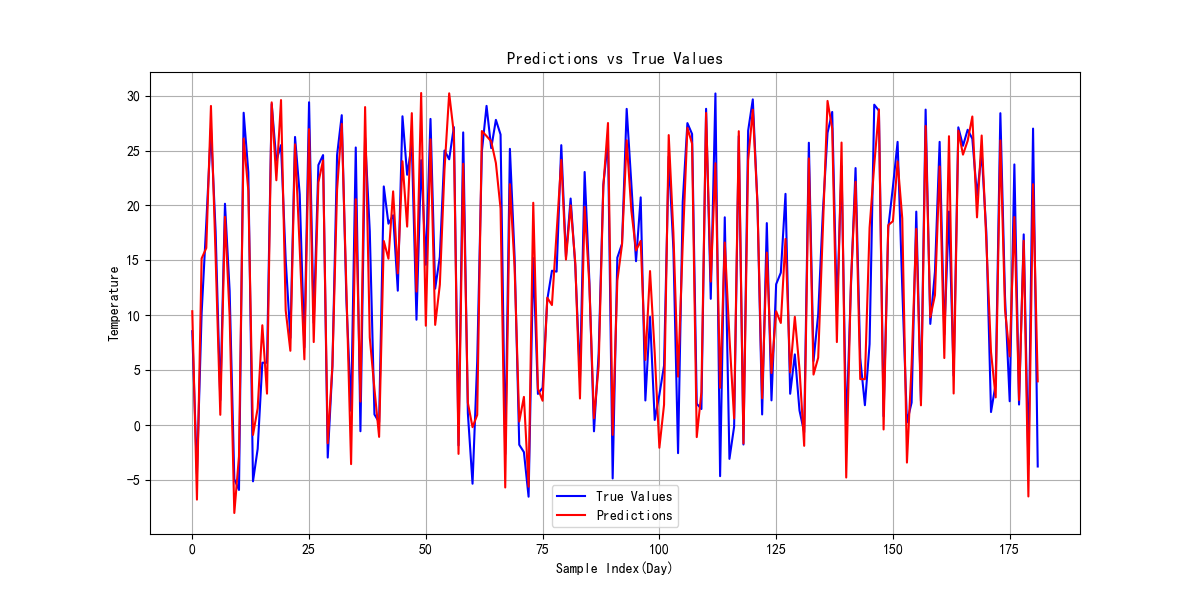 Predictions vs True Values
Temperature
30
25
20
15
10
5
0
−5
0 25 50 75 100 125 150 175
Sample Index(Day)
True Values
Predictions